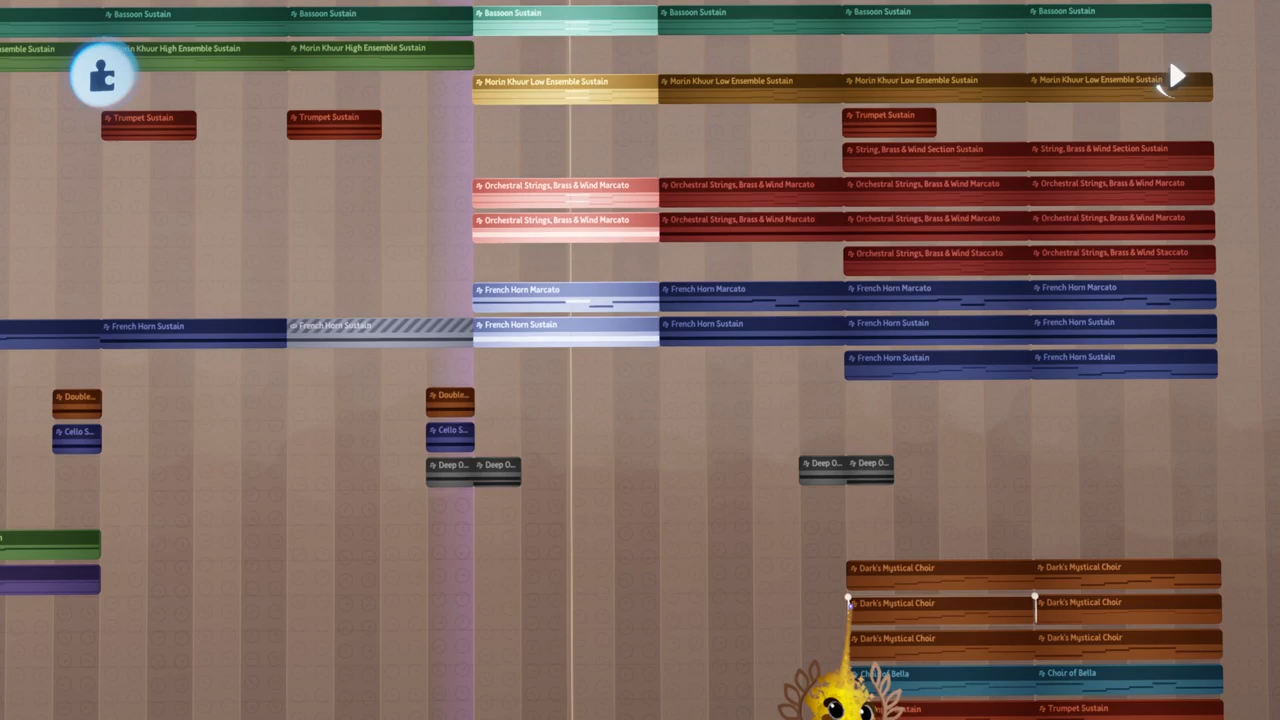 Bassoon Sustain
Bassoon Sustain
Bassoon Sustain
Bassoon Sustain
Bassoon Sustain
Bassoon Sustain
Ensemble Sustain
Khuur High Ensemble Sustain
Morin Khuur High Ensemble Sustain
Morin Khuur Low Ensemble Sustain
Morin Khuur Low Ensemble Sustain
Morin Khuur Low Ensemble Sustain
Morin Khuur Low Ensemble Sustain
Trumpet Sustain
Trumpet Sustain
Trumpet Sustain
String, Brass & Wind Section Sustain
String, Brass & Wind Section Sustain
Orchestral Strings, Brass & Wind Marcato
Orchestral Strings, Brass & Wind Marcato
Orchestral Strings, Brass & Wind Marcato
Orchestral Strings, Brass & Wind Marcato
Orchestral Strings, Brass & Wind Marcato
Orchestral Strings, Brass & Wind Marcato
Orchestral Strings, Brass & Wind Marcato
Orchestral Strings, Brass & Wind Marcato
Orchestral Strings, Brass & Wind Staccato
Orchestral Strings, Brass & Wind Staccato
French Horn Marcato
French Horn Marcato
French Horn Marcato
French Horn Marcato
French Horn Sustain
French Horn Sustain
French Horn Sustain
French Horn Sustain
French Horn Sustain
French Horn Sustain
French Horn Sustain
French Horn Sustain
Double...
Double...
Cello S...
Cello S...
Deep O...
Deep O...
Deep O...
Deep O...
Dark's Mystical Choir
Dark's Mystical Choir
Dark's Mystical Choir
Dark's Mystical Choir
Dark's Mystical Choir
Dark's Mystical Choir
Choir of Bella
Choir of Bella
Trumpet Sustain